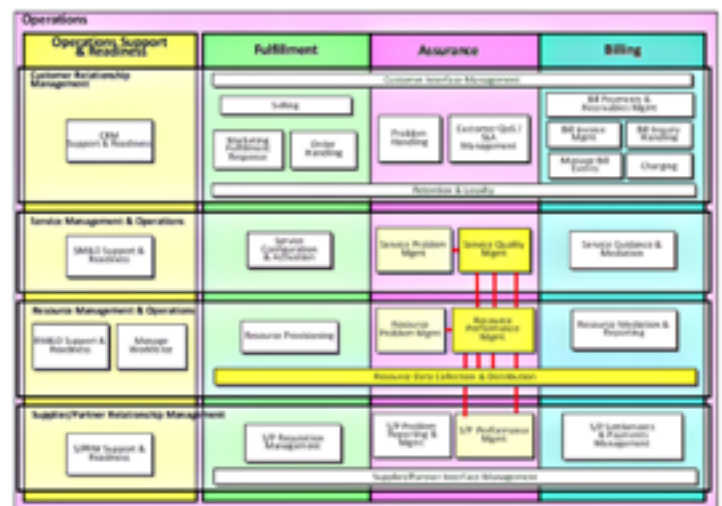 Operations
Operations Support
& Readiness
Fulfillment
Assurance
Billing
Customer Relationship
Management
Customer Interface Management
Selling
Bill Payments &
Receivables Mgmt
CRM
Support & Readiness
Marketing
Fulfillment
Response
Order
Handling
Problem
Handling
Customer QoS /
SLA
Management
Bill Invoice
Mgmt
Bill Inquiry
Handling
Manage Bill
Events
Charging
Retention & Loyalty
Service Management & Operations
SM&O Support &
Readiness
Service
Configuration
& Activation
Service Problem
Mgmt
Service Quality
Mgmt
Service Guidance &
Mediation
Resource Management & Operations
RM&O Support &
Readiness
Manage
Workforce
Resource Provisioning
Resource
Problem Mgmt
Resource
Performance
Mgmt
Resource Mediation &
Reporting
Resource Data Collection & Distribution
Supplier/Partner Relationship Management
S/PRM Support &
Readiness
S/P Requisition
Management
S/P Problem
Reporting &
Mgmt
S/P Performance
Mgmt
S/P Settlements
& Payments
Management
Supplier/Partner Interface Management